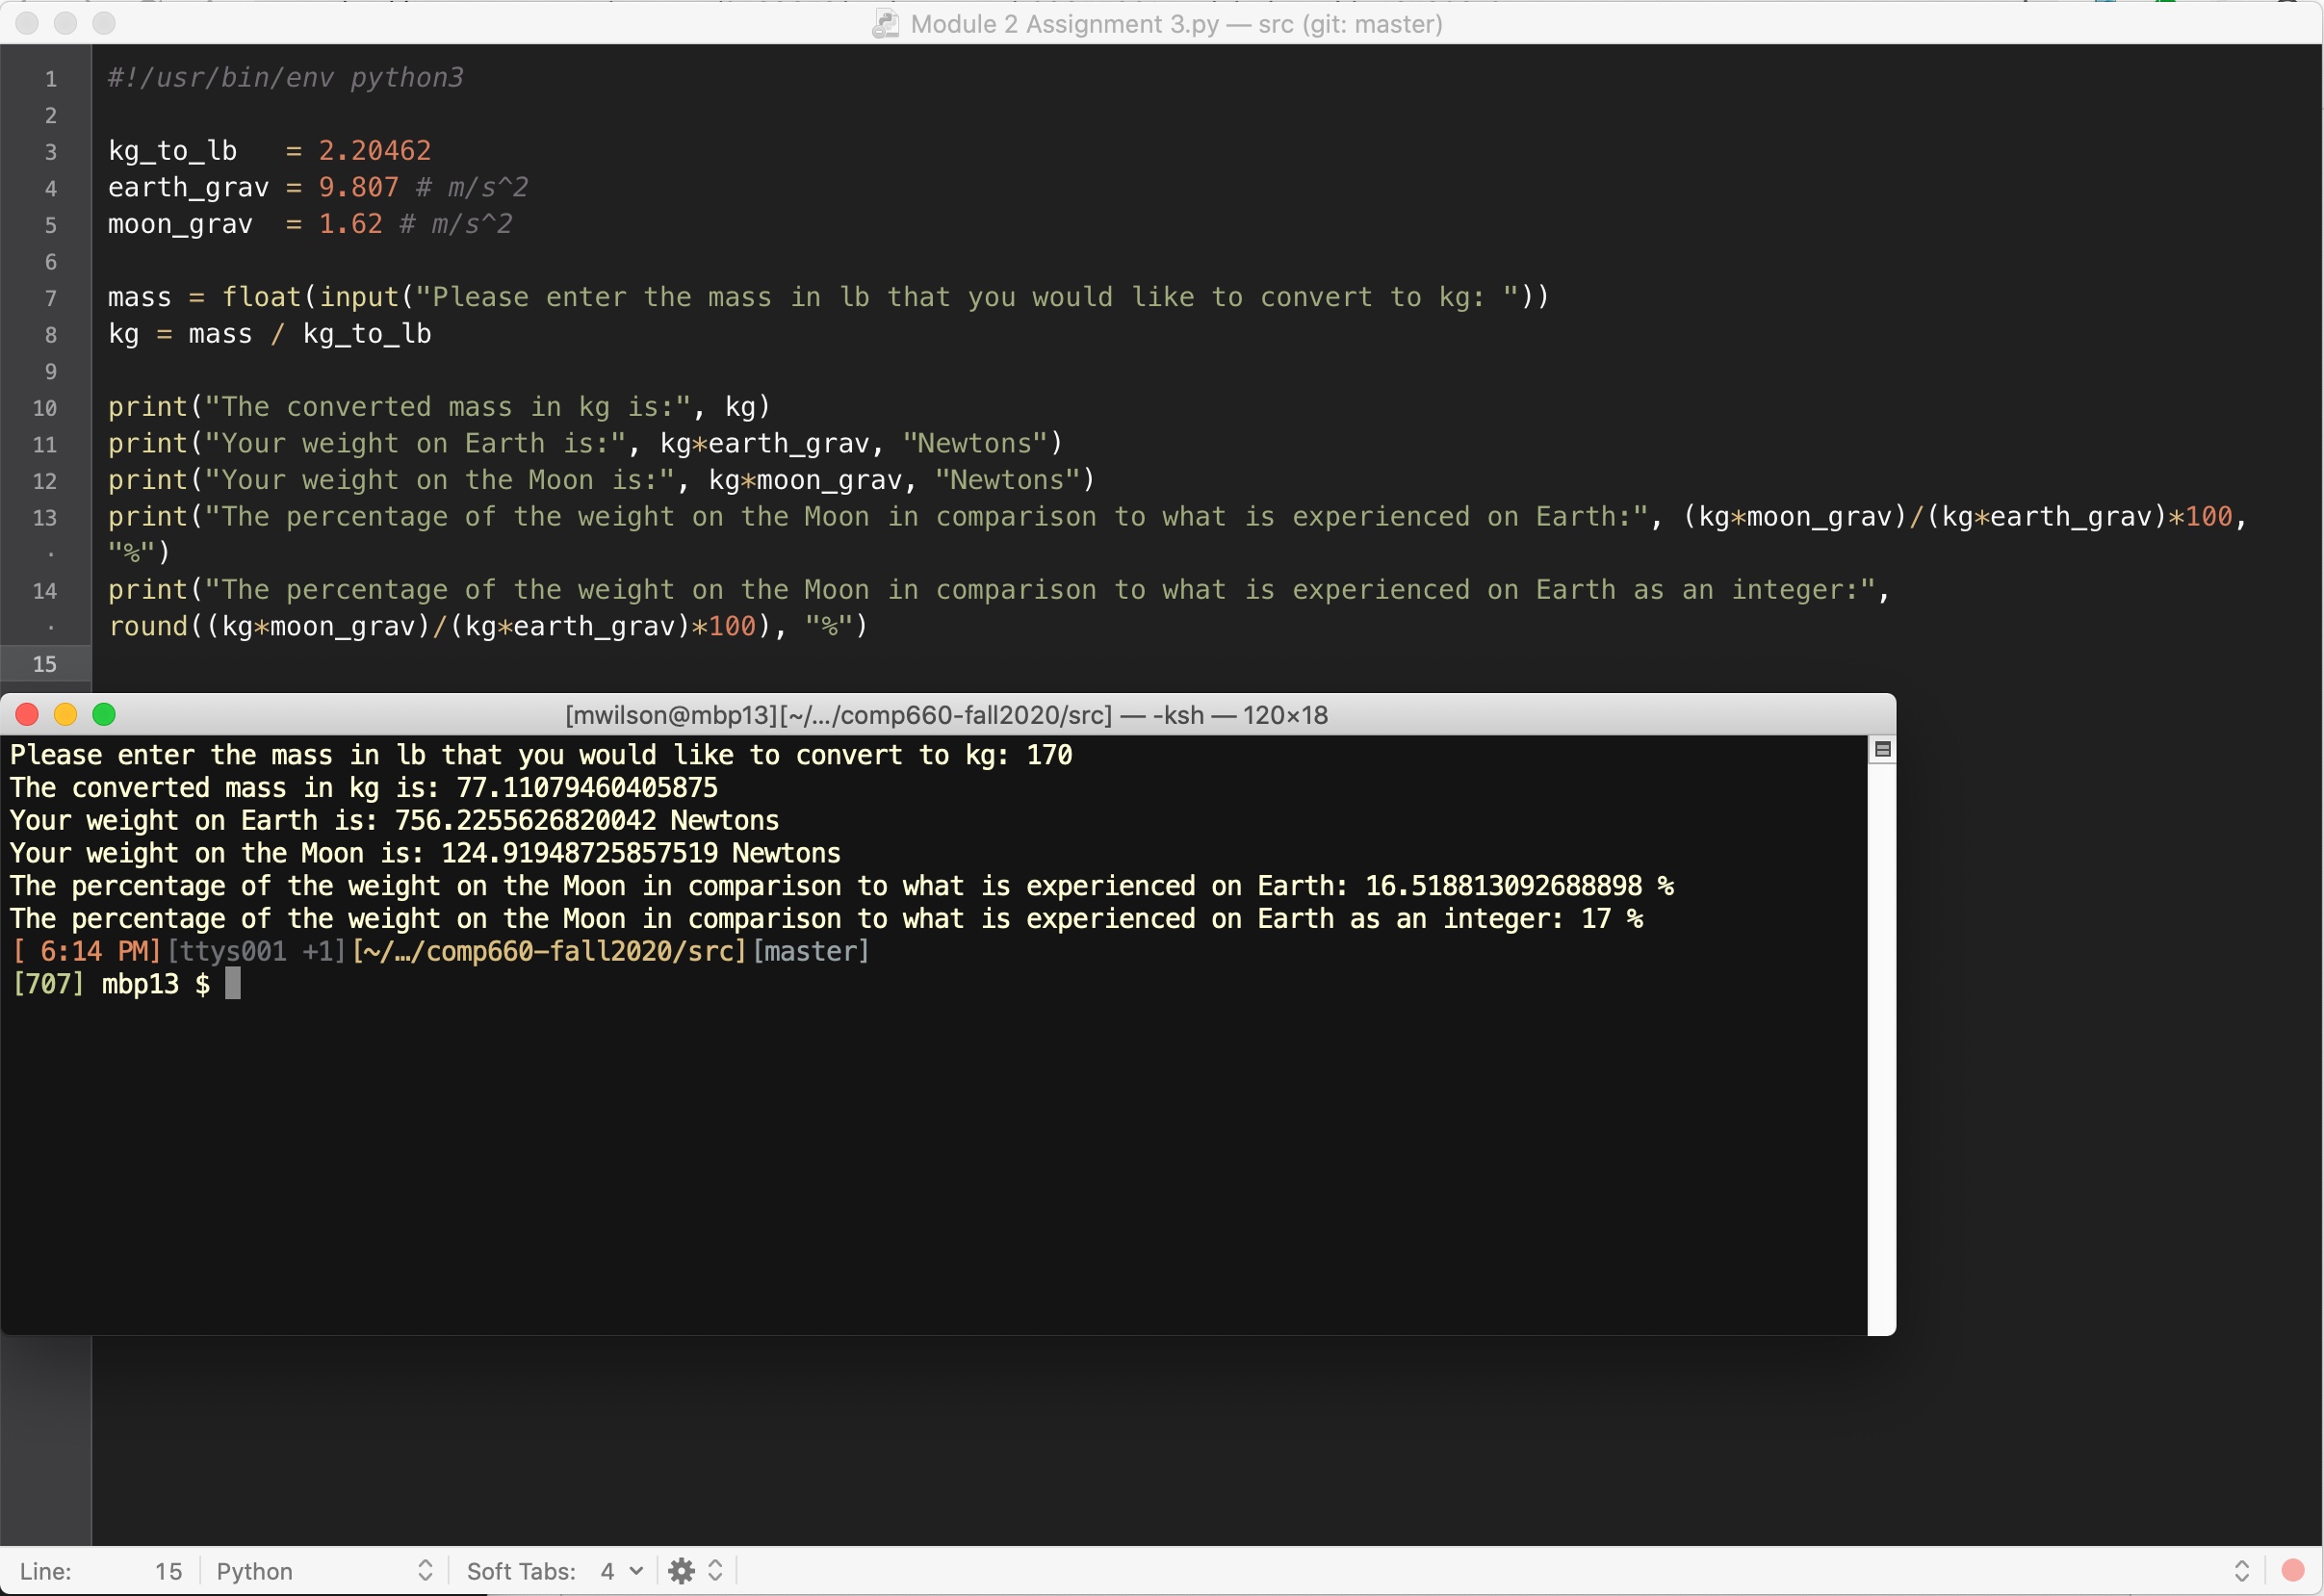 Module 2 Assignment 3.py — src (git: master)
1 #!/usr/bin/env python3
2
3 kg_to_lb   = 2.20462
4 earth_grav = 9.807 # m/s^2
5 moon_grav  = 1.62 # m/s^2
6
7 mass = float(input("Please enter the mass in lb that you would like to convert to kg: "))
8 kg = mass / kg_to_lb
9
10 print("The converted mass in kg is:", kg)
11 print("Your weight on Earth is:", kg*earth_grav, "Newtons")
12 print("Your weight on the Moon is:", kg*moon_grav, "Newtons")
13 print("The percentage of the weight on the Moon in comparison to what is experienced on Earth:", (kg*moon_grav)/(kg*earth_grav)*100,
· "%")
14 print("The percentage of the weight on the Moon in comparison to what is experienced on Earth as an integer:",
· round((kg*moon_grav)/(kg*earth_grav)*100), "%")
15
[mwilson@mbp13][~/.../comp660-fall2020/src] — -ksh — 120×18
Please enter the mass in lb that you would like to convert to kg: 170
The converted mass in kg is: 77.11079460405875
Your weight on Earth is: 756.2255626820042 Newtons
Your weight on the Moon is: 124.91948725857519 Newtons
The percentage of the weight on the Moon in comparison to what is experienced on Earth: 16.518813092688898 %
The percentage of the weight on the Moon in comparison to what is experienced on Earth as an integer: 17 %
[ 6:14 PM][ttys001 +1][~/…/comp660-fall2020/src][master]
[707] mbp13 $
Line: 15 Python Soft Tabs: 4